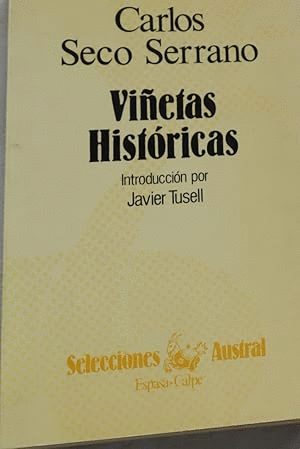 Carlos
Seco Serrano
Viñetas
Históricas
Introducción por
Javier Tusell
Selecciones Austral
Espasa-Calpe